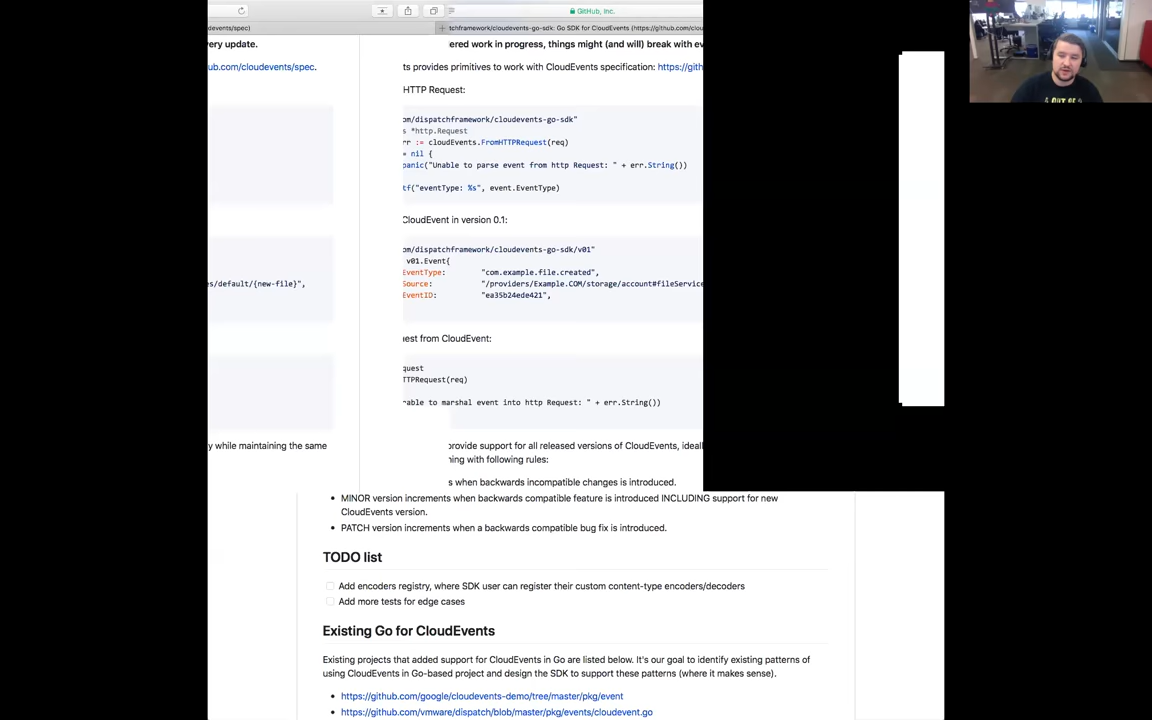 GitHub, Inc.
devents/spec)
tchframework/cloudevents-go-sdk: Go SDK for CloudEvents (https://github.com/clou
very update.
ered work in progress, things might (and will) break with ev
ub.com/cloudevents/spec.
ts provides primitives to work with CloudEvents specification: https://gith
HTTP Request:
om/dispatchframework/cloudevents-go-sdk"
s *http.Request
rr := cloudEvents.FromHTTPRequest(req)
= nil {
panic("Unable to parse event from http Request: " + err.String())
tf("eventType: %s", event.EventType)
CloudEvent in version 0.1:
om/dispatchframework/cloudevents-go-sdk/v01"
v01.Event{
EventType: "com.example.file.created",
s/default/{new-file}",
Source: "/providers/Example.COM/storage/account#fileService
EventID: "ea35b24ede421",
est from CloudEvent:
quest
TTPRequest(req)
nable to marshal event into http Request: " + err.String())
y while maintaining the same
provide support for all released versions of CloudEvents, ideall
ning with following rules:
s when backwards incompatible changes is introduced.
MINOR version increments when backwards compatible feature is introduced INCLUDING support for new
CloudEvents version.
PATCH version increments when a backwards compatible bug fix is introduced.
TODO list
Add encoders registry, where SDK user can register their custom content-type encoders/decoders
Add more tests for edge cases
Existing Go for CloudEvents
Existing projects that added support for CloudEvents in Go are listed below. It's our goal to identify existing patterns of
using CloudEvents in Go-based project and design the SDK to support these patterns (where it makes sense).
https://github.com/google/cloudevents-demo/tree/master/pkg/event
https://github.com/vmware/dispatch/blob/master/pkg/events/cloudevent.go